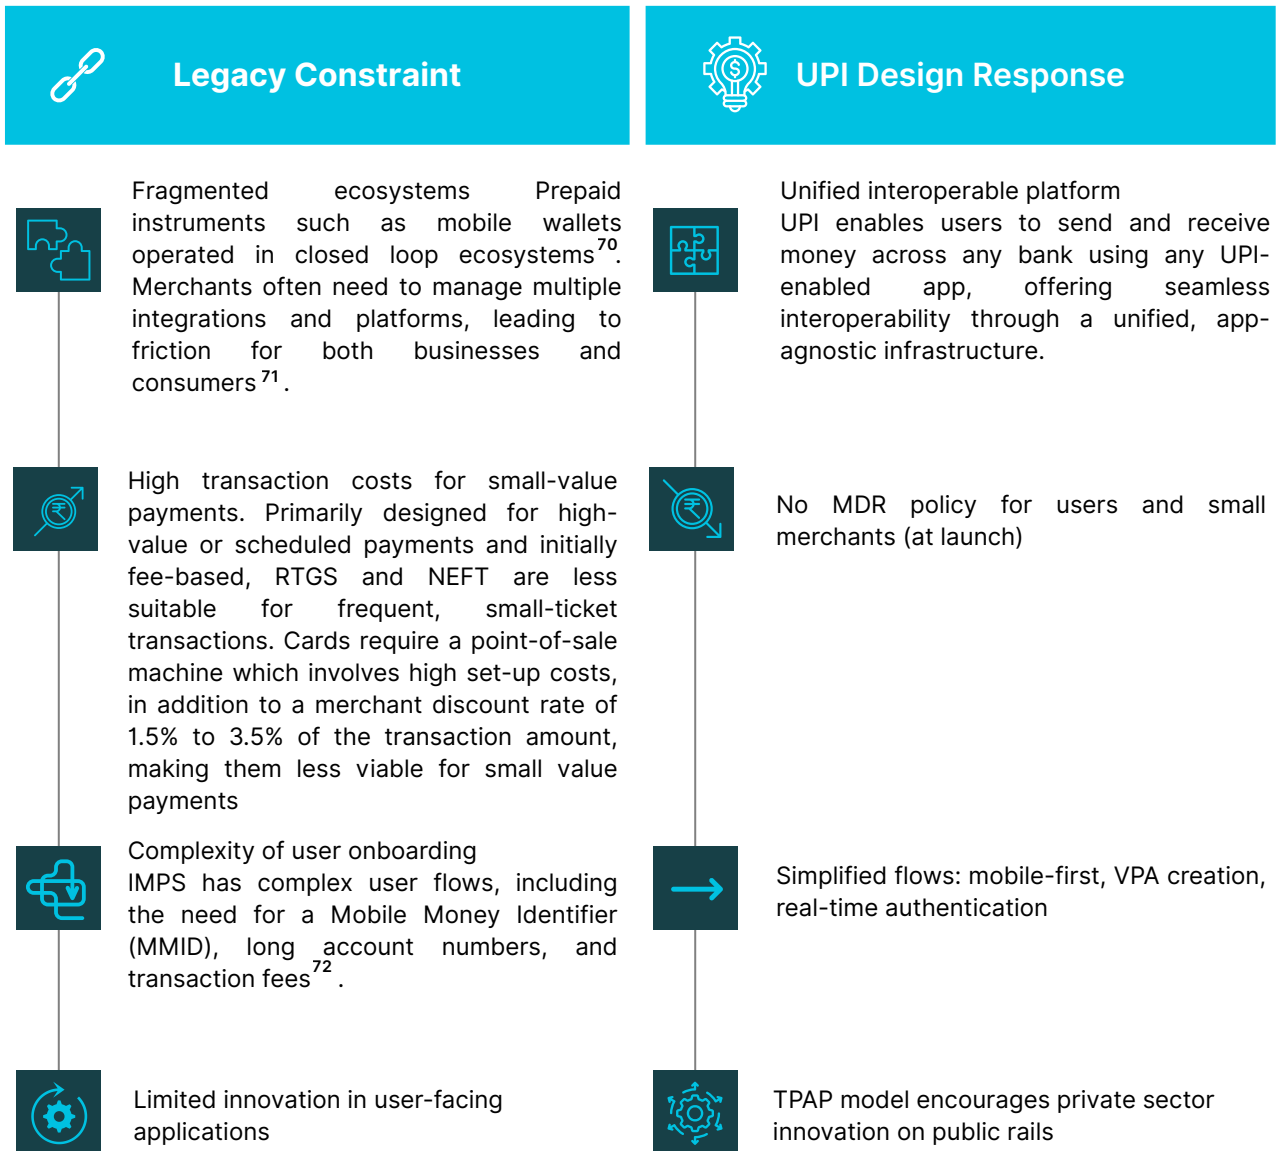 Legacy Constraint
UPI Design Response
Fragmented ecosystems Prepaid
instruments such as mobile wallets
operated in closed loop ecosystems70.
Merchants often need to manage multiple
integrations and platforms, leading to
friction for both businesses and
consumers 71 .
Unified interoperable platform
UPI enables users to send and receive
money across any bank using any UPI-
enabled app, offering seamless
interoperability through a unified, app-
agnostic infrastructure.
High transaction costs for small-value
payments. Primarily designed for high-
value or scheduled payments and initially
fee-based, RTGS and NEFT are less
suitable for frequent, small-ticket
transactions. Cards require a point-of-sale
machine which involves high set-up costs,
in addition to a merchant discount rate of
1.5% to 3.5% of the transaction amount,
making them less viable for small value
payments
No MDR policy for users and small
merchants (at launch)
Complexity of user onboarding
IMPS has complex user flows, including
the need for a Mobile Money Identifier
(MMID), long account numbers, and
transaction fees72 .
Simplified flows: mobile-first, VPA creation,
real-time authentication
Limited innovation in user-facing
applications
TPAP model encourages private sector
innovation on public rails